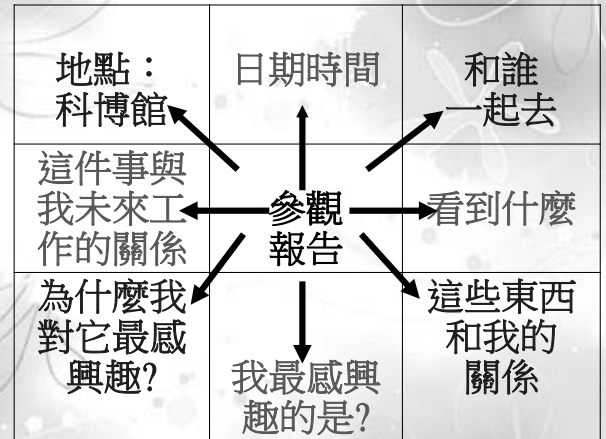 地點：
科博館
日期時間
和誰
一起去
這件事與
我未來工
作的關係
參觀
報告
看到什麼
為什麼我
對它最感
興趣?
我最感興
趣的是?
這些東西
和我的
關係